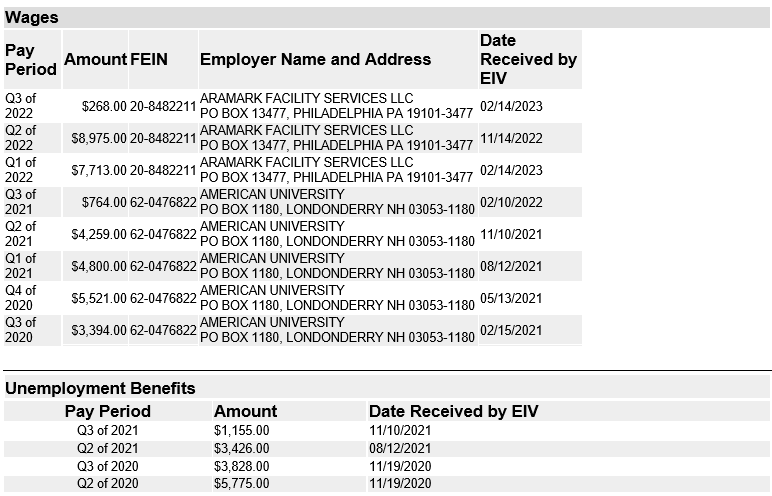 Wages
Pay Period Amount FEIN Employer Name and Address Date Received by EIV
Q3 of 2022 $268.00 20-8482211 ARAMARK FACILITY SERVICES LLC PO BOX 13477, PHILADELPHIA PA 19101-3477 02/14/2023
Q2 of 2022 $8,975.00 20-8482211 ARAMARK FACILITY SERVICES LLC PO BOX 13477, PHILADELPHIA PA 19101-3477 11/14/2022
Q1 of 2022 $7,713.00 20-8482211 ARAMARK FACILITY SERVICES LLC PO BOX 13477, PHILADELPHIA PA 19101-3477 02/14/2023
Q3 of 2021 $764.00 62-0476822 AMERICAN UNIVERSITY PO BOX 1180, LONDONDERRY NH 03053-1180 02/10/2022
Q2 of 2021 $4,259.00 62-0476822 AMERICAN UNIVERSITY PO BOX 1180, LONDONDERRY NH 03053-1180 11/10/2021
Q1 of 2021 $4,800.00 62-0476822 AMERICAN UNIVERSITY PO BOX 1180, LONDONDERRY NH 03053-1180 08/12/2021
Q4 of 2020 $5,521.00 62-0476822 AMERICAN UNIVERSITY PO BOX 1180, LONDONDERRY NH 03053-1180 05/13/2021
Q3 of 2020 $3,394.00 62-0476822 AMERICAN UNIVERSITY PO BOX 1180, LONDONDERRY NH 03053-1180 02/15/2021
Unemployment Benefits
Pay Period Amount Date Received by EIV
Q3 of 2021 $1,155.00 11/10/2021
Q2 of 2021 $3,426.00 08/12/2021
Q3 of 2020 $3,828.00 11/19/2020
Q2 of 2020 $5,775.00 11/19/2020